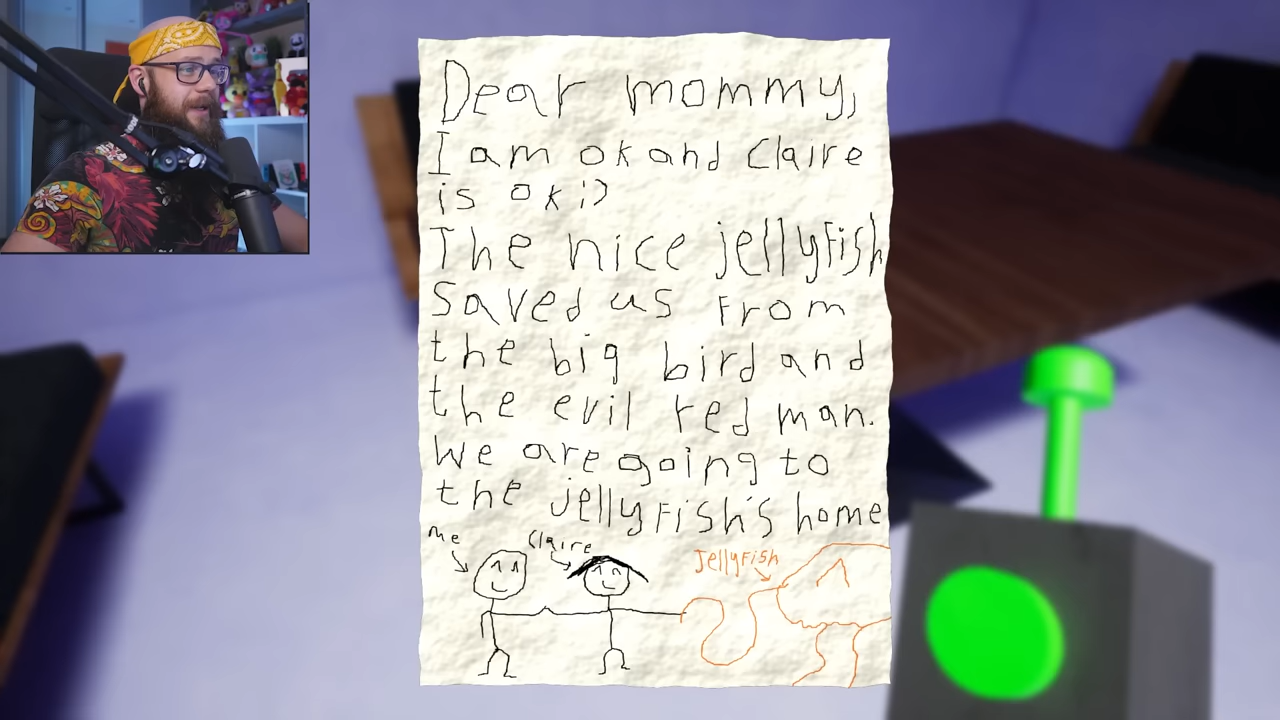 Dear mommy,
I am ok and Claire
is ok :)
The nice jellyfish
saved us from
the big bird and
the evil red man.
We are going to
the jellyfish's home
Me
Claire
Jellyfish